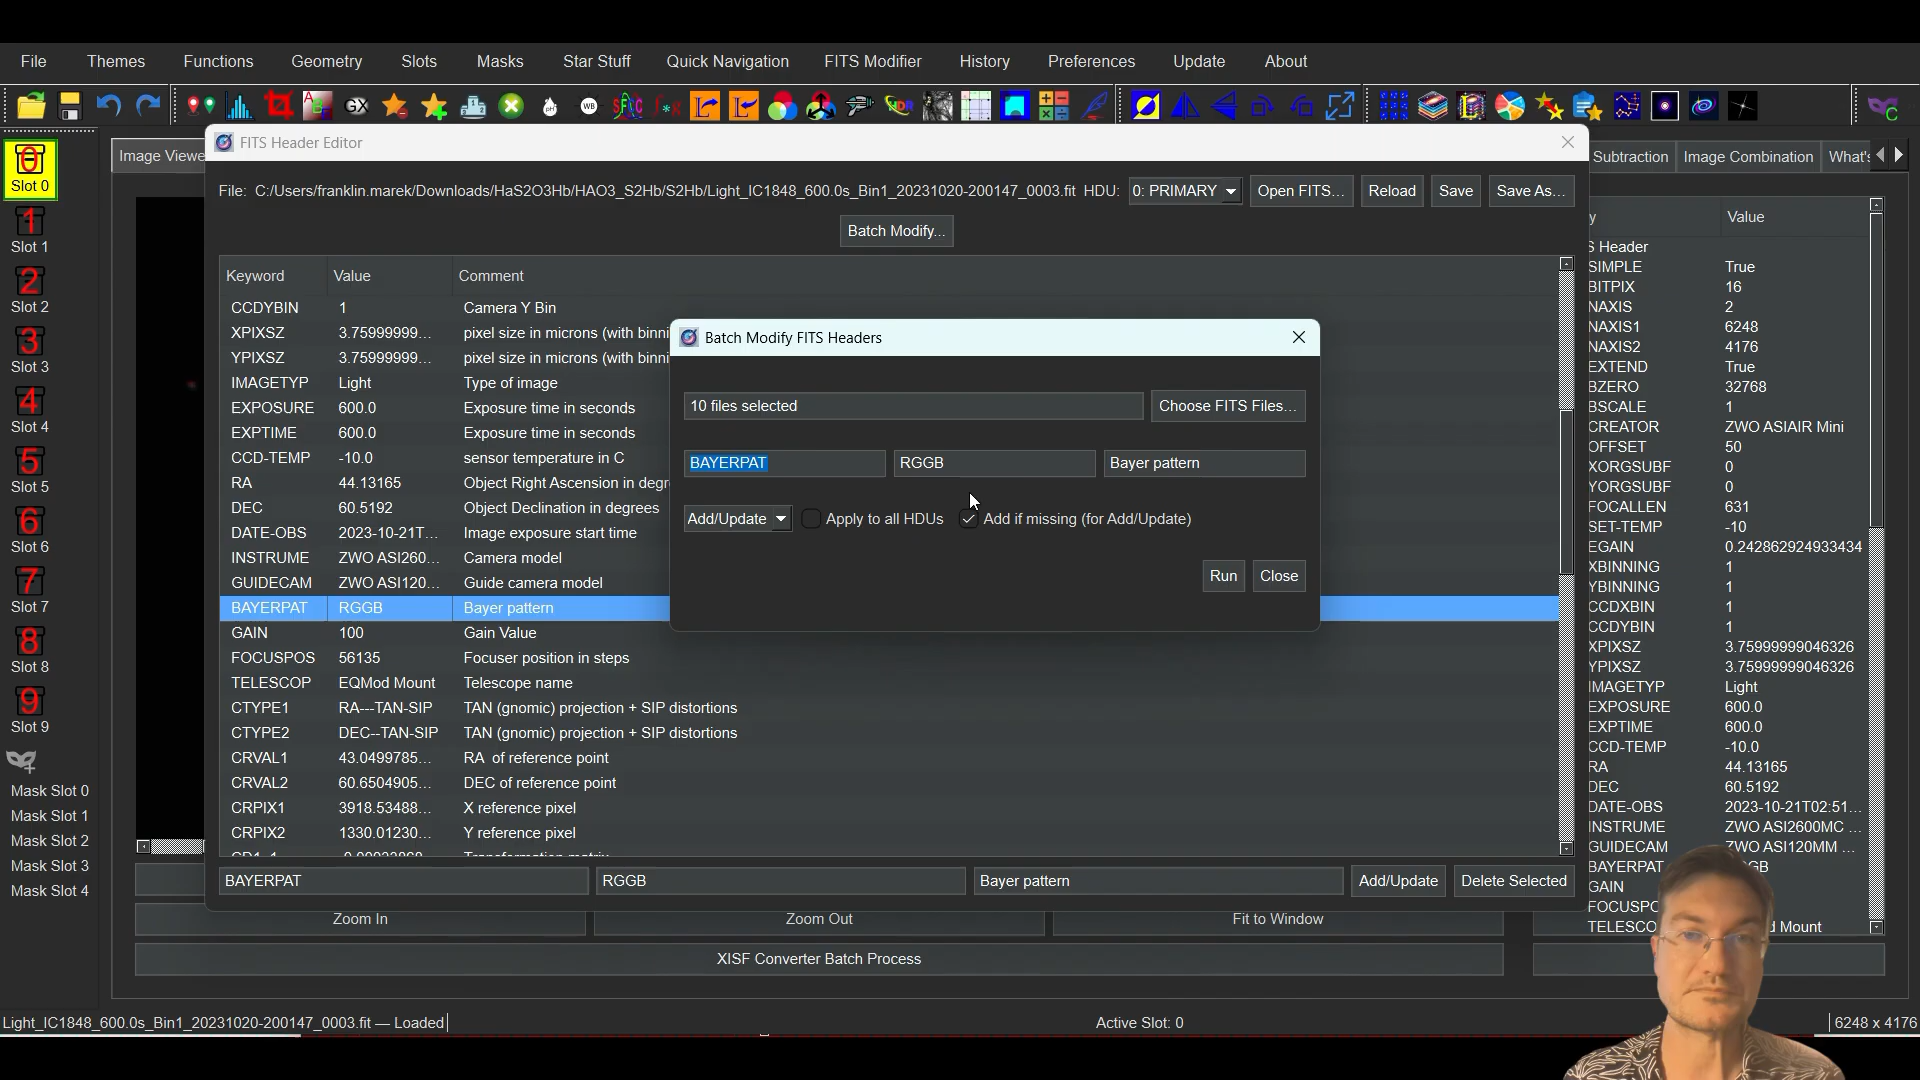 File Themes Functions Geometry Slots Masks Star Stuff Quick Navigation FITS Modifier History Preferences Update About
Image Viewe
FITS Header Editor
Subtraction Image Combination What's
File: C:/Users/franklin.marek/Downloads/HaS2O3Hb/HAO3_S2Hb/S2Hb/Light_IC1848_600.0s_Bin1_20231020-200147_0003.fit HDU: 0: PRIMARY Open FITS... Reload Save Save As...
Batch Modify...
0
Slot 0
1
Slot 1
2
Slot 2
3
Slot 3
4
Slot 4
5
Slot 5
6
Slot 6
7
Slot 7
8
Slot 8
9
Slot 9
Mask Slot 0
Mask Slot 1
Mask Slot 2
Mask Slot 3
Mask Slot 4
Keyword Value Comment
CCDYBIN 1 Camera Y Bin
XPIXSZ 3.75999999... pixel size in microns (with binni
YPIXSZ 3.75999999... pixel size in microns (with binni
IMAGETYP Light Type of image
EXPOSURE 600.0 Exposure time in seconds
EXPTIME 600.0 Exposure time in seconds
CCD-TEMP -10.0 sensor temperature in C
RA 44.13165 Object Right Ascension in degr
DEC 60.5192 Object Declination in degrees
DATE-OBS 2023-10-21T... Image exposure start time
INSTRUME ZWO ASI260... Camera model
GUIDECAM ZWO ASI120... Guide camera model
BAYERPAT RGGB Bayer pattern
GAIN 100 Gain Value
FOCUSPOS 56135 Focuser position in steps
TELESCOP EQMod Mount Telescope name
CTYPE1 RA---TAN-SIP TAN (gnomic) projection + SIP distortions
CTYPE2 DEC--TAN-SIP TAN (gnomic) projection + SIP distortions
CRVAL1 43.0499785... RA of reference point
CRVAL2 60.6504905... DEC of reference point
CRPIX1 3918.53488... X reference pixel
CRPIX2 1330.01230... Y reference pixel
BAYERPAT RGGB Bayer pattern Add/Update Delete Selected
Batch Modify FITS Headers
10 files selected Choose FITS Files...
BAYERPAT RGGB Bayer pattern
Add/Update Apply to all HDUs Add if missing (for Add/Update)
Run Close
y Value
S Header
SIMPLE True
BITPIX 16
NAXIS 2
NAXIS1 6248
NAXIS2 4176
EXTEND True
BZERO 32768
BSCALE 1
CREATOR ZWO ASIAIR Mini
OFFSET 50
XORGSUBF 0
YORGSUBF 0
FOCALLEN 631
SET-TEMP -10
EGAIN 0.242862924933434
XBINNING 1
YBINNING 1
CCDXBIN 1
CCDYBIN 1
XPIXSZ 3.75999999046326
YPIXSZ 3.75999999046326
IMAGETYP Light
EXPOSURE 600.0
EXPTIME 600.0
CCD-TEMP -10.0
RA 44.13165
DEC 60.5192
DATE-OBS 2023-10-21T02:51...
INSTRUME ZWO ASI2600MC ...
GUIDECAM ZWO ASI120MM ...
BAYERPAT GB
GAIN
FOCUSPO
TELESCO d Mount
Zoom In Zoom Out Fit to Window
XISF Converter Batch Process
Light_IC1848_600.0s_Bin1_20231020-200147_0003.fit — Loaded Active Slot: 0 6248 x 4176